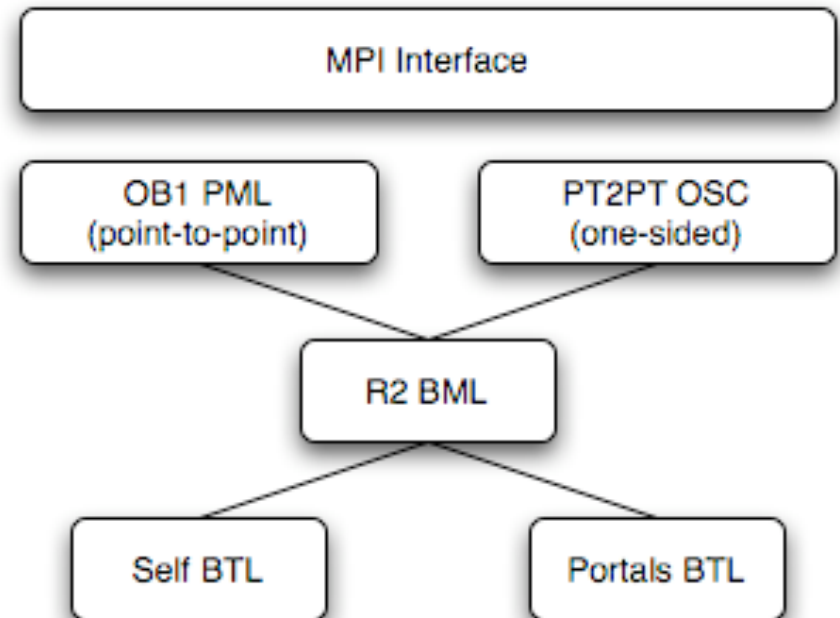 MPI Interface
OB1 PML
(point-to-point)
PT2PT OSC
(one-sided)
R2 BML
Self BTL
Portals BTL